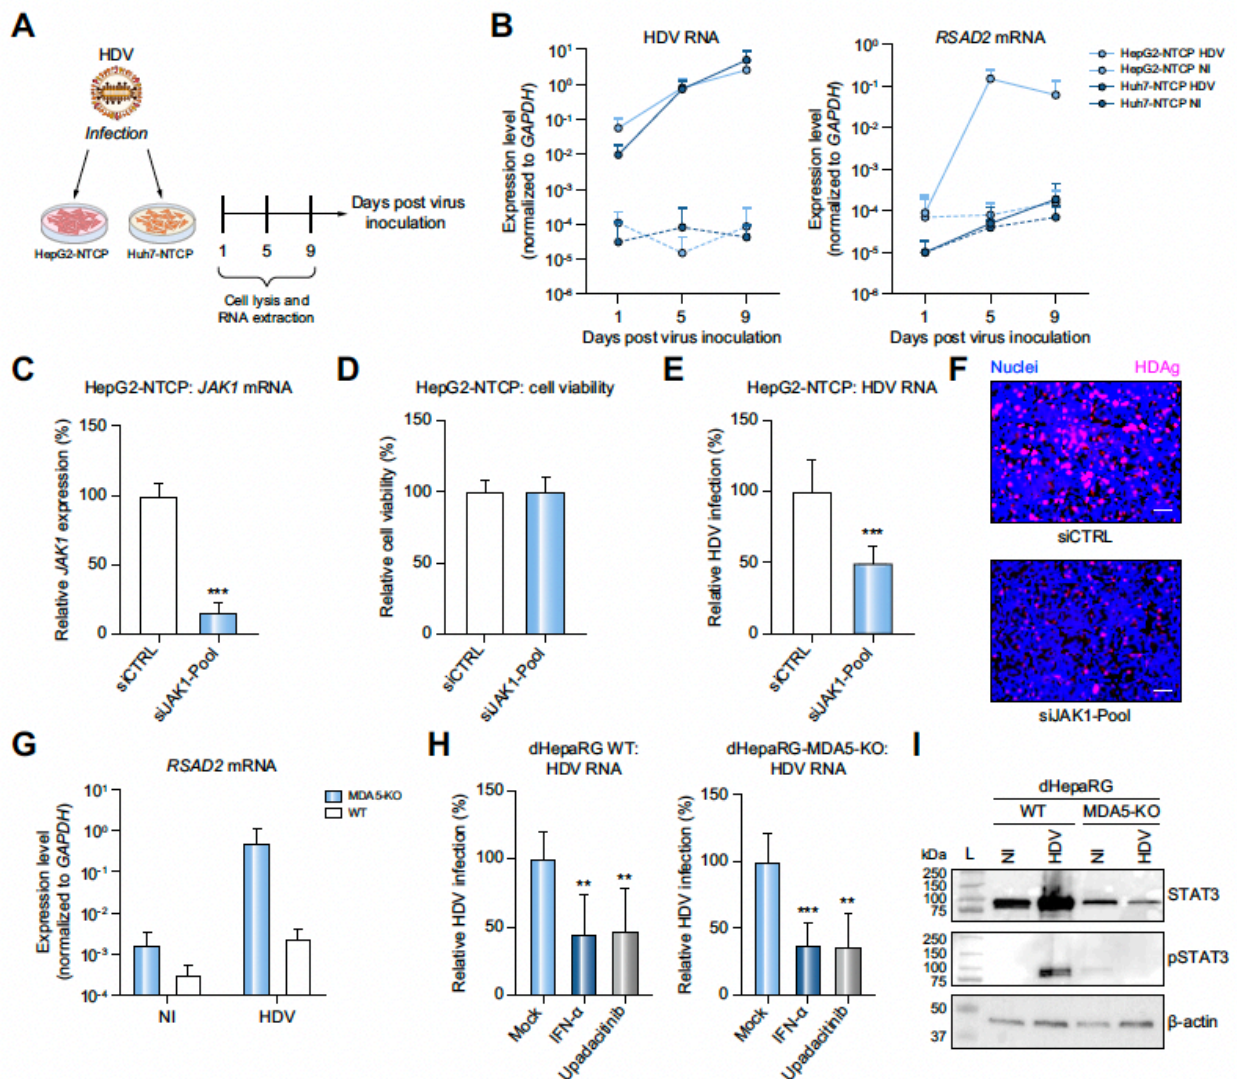 A
HDV
Infection
HepG2-NTCP
Huh7-NTCP
1 5 9
Days post virus
inoculation
Cell lysis and
RNA extraction
B
HDV RNA
Expression level
(normalized to GAPDH)
10¹
10⁰
10⁻¹
10⁻²
10⁻³
10⁻⁴
10⁻⁵
10⁻⁶
1 5 9
Days post virus inoculation
RSAD2 mRNA
Expression level
(normalized to GAPDH)
10⁰
10⁻¹
10⁻²
10⁻³
10⁻⁴
10⁻⁵
10⁻⁶
1 5 9
Days post virus inoculation
HepG2-NTCP HDV
HepG2-NTCP NI
Huh7-NTCP HDV
Huh7-NTCP NI
C
HepG2-NTCP: JAK1 mRNA
Relative JAK1 expression (%)
150
100
50
0
***
siCTRL
siJAK1-Pool
D
HepG2-NTCP: cell viability
Relative cell viability (%)
150
100
50
0
siCTRL
siJAK1-Pool
E
HepG2-NTCP: HDV RNA
Relative HDV infection (%)
150
100
50
0
***
siCTRL
siJAK1-Pool
F
Nuclei HDAg
siCTRL
siJAK1-Pool
G
RSAD2 mRNA
Expression level
(normalized to GAPDH)
10¹
10⁰
10⁻¹
10⁻²
10⁻³
10⁻⁴
NI HDV
MDA5-KO
WT
H
dHepaRG WT:
HDV RNA
Relative HDV infection (%)
150
100
50
0
** **
Mock
IFN-α
Upadacitinib
dHepaRG-MDA5-KO:
HDV RNA
Relative HDV infection (%)
150
100
50
0
*** **
Mock
IFN-α
Upadacitinib
I
dHepaRG
WT MDA5-KO
kDa L NI HDV NI HDV
250
150
100
75
STAT3
250
150
100
75
pSTAT3
50
37
β-actin